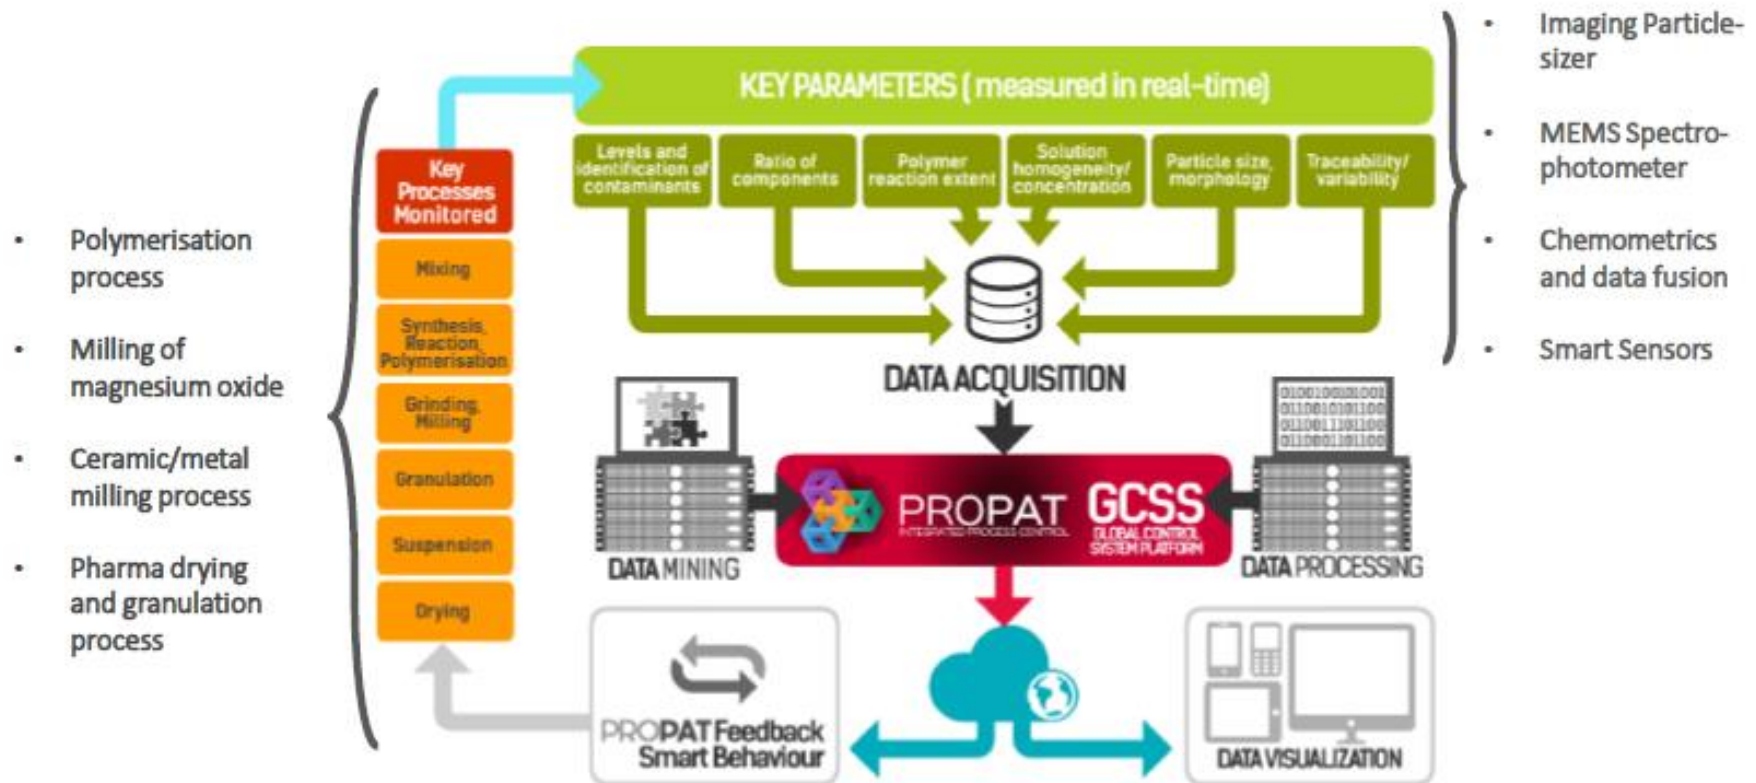 • Polymerisation
process
• Milling of
magnesium oxide
• Ceramic/metal
milling process
• Pharma drying
and granulation
process
Key
Processes
Monitored
Mixing
Synthesis,
Reaction,
Polymerisation
Grinding,
Milling
Granulation
Suspension
Drying
KEY PARAMETERS ( measured in real-time)
Levels and
identification of
contaminants
Ratio of
components
Polymer
reaction extent
Solution
homogeneity/
concentration
Particle size,
morphology
Traceability/
variability
DATA ACQUISITION
DATA MINING
PROPAT
INTEGRATED PROCESS CONTROL
GCSS
GLOBAL CONTROL
SYSTEM PLATFORM
DATA PROCESSING
PROPAT Feedback
Smart Behaviour
DATA VISUALIZATION
• Imaging Particle-
sizer
• MEMS Spectro-
photometer
• Chemometrics
and data fusion
• Smart Sensors